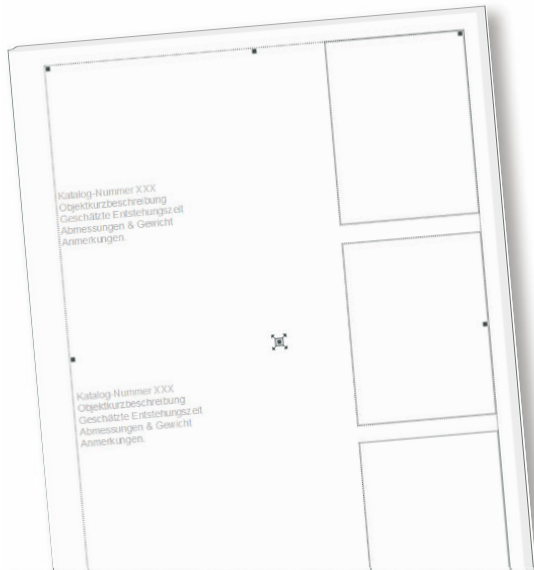 Katalog-Nummer XXX
Objektkurzbeschreibung
Geschätzte Entstehungszeit
Abmessungen & Gewicht
Anmerkungen.
Katalog-Nummer XXX
Objektkurzbeschreibung
Geschätzte Entstehungszeit
Abmessungen & Gewicht
Anmerkungen.